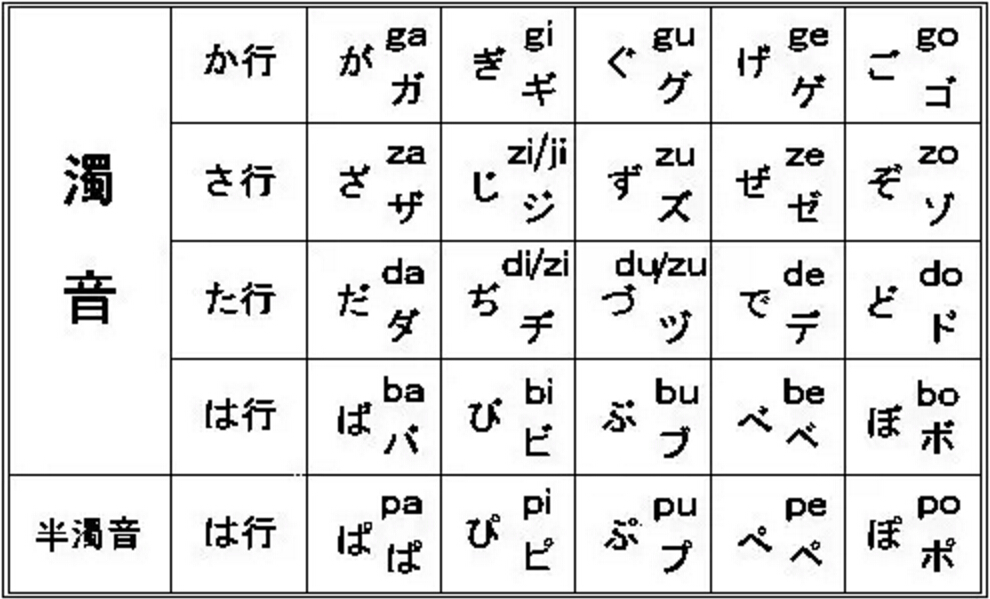 濁音
か行 が ga ガ ぎ gi ギ ぐ gu グ げ ge ゲ ご go ゴ
さ行 ざ za ザ じ zi/ji ジ ず zu ズ ぜ ze ゼ ぞ zo ゾ
た行 だ da ダ ぢ di/zi ヂ づ du/zu ヅ で de デ ど do ド
は行 ば ba バ び bi ビ ぶ bu ブ べ be ベ ぼ bo ボ
半濁音 は行 ぱ pa ぱ ぴ pi ピ ぷ pu プ ぺ pe ペ ぽ po ポ